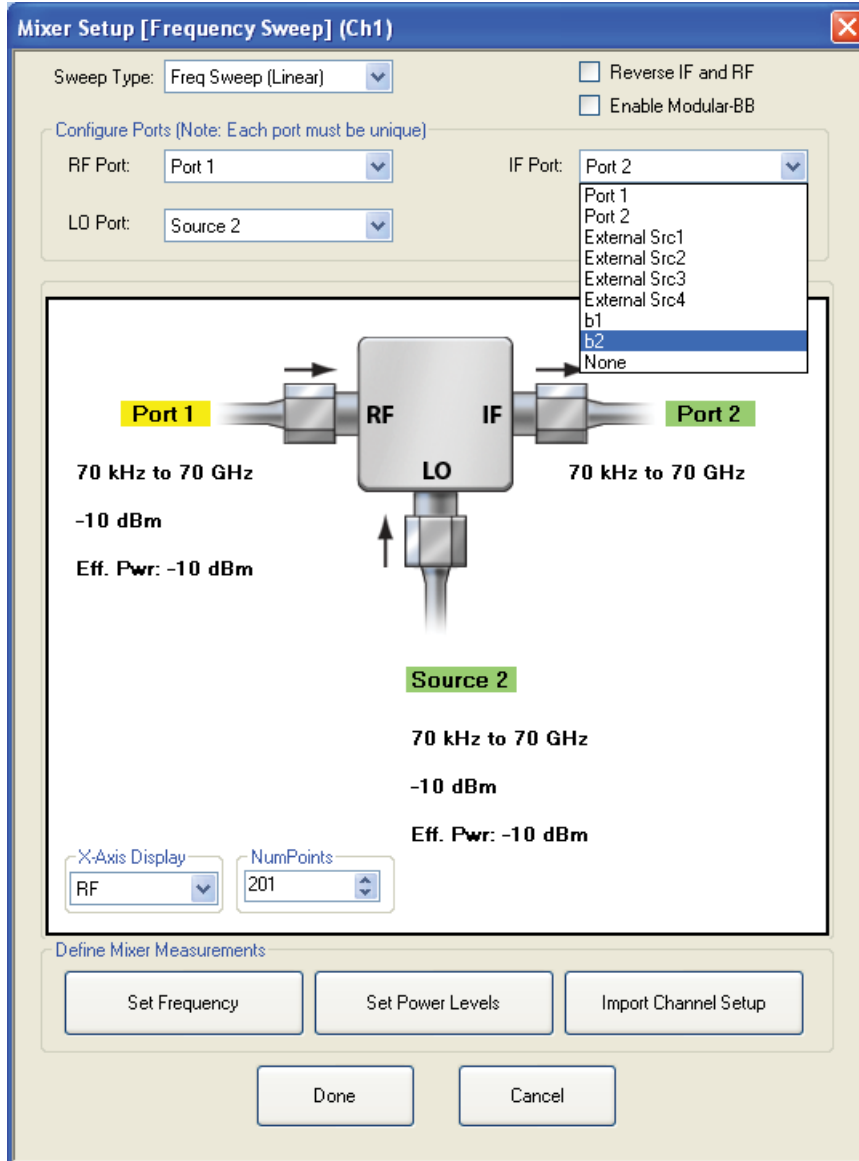 Mixer Setup [Frequency Sweep] (Ch1)
Sweep Type: Freq Sweep (Linear)
Reverse IF and RF
Enable Modular-BB
Configure Ports (Note: Each port must be unique)
RF Port: Port 1
IF Port: Port 2
LO Port: Source 2
Port 1
Port 2
External Src1
External Src2
External Src3
External Src4
b1
b2
None
Port 1
RF
IF
LO
Port 2
70 kHz to 70 GHz
-10 dBm
Eff. Pwr: -10 dBm
70 kHz to 70 GHz
Source 2
70 kHz to 70 GHz
-10 dBm
Eff. Pwr: -10 dBm
X-Axis Display
RF
NumPoints
201
Define Mixer Measurements
Set Frequency
Set Power Levels
Import Channel Setup
Done
Cancel